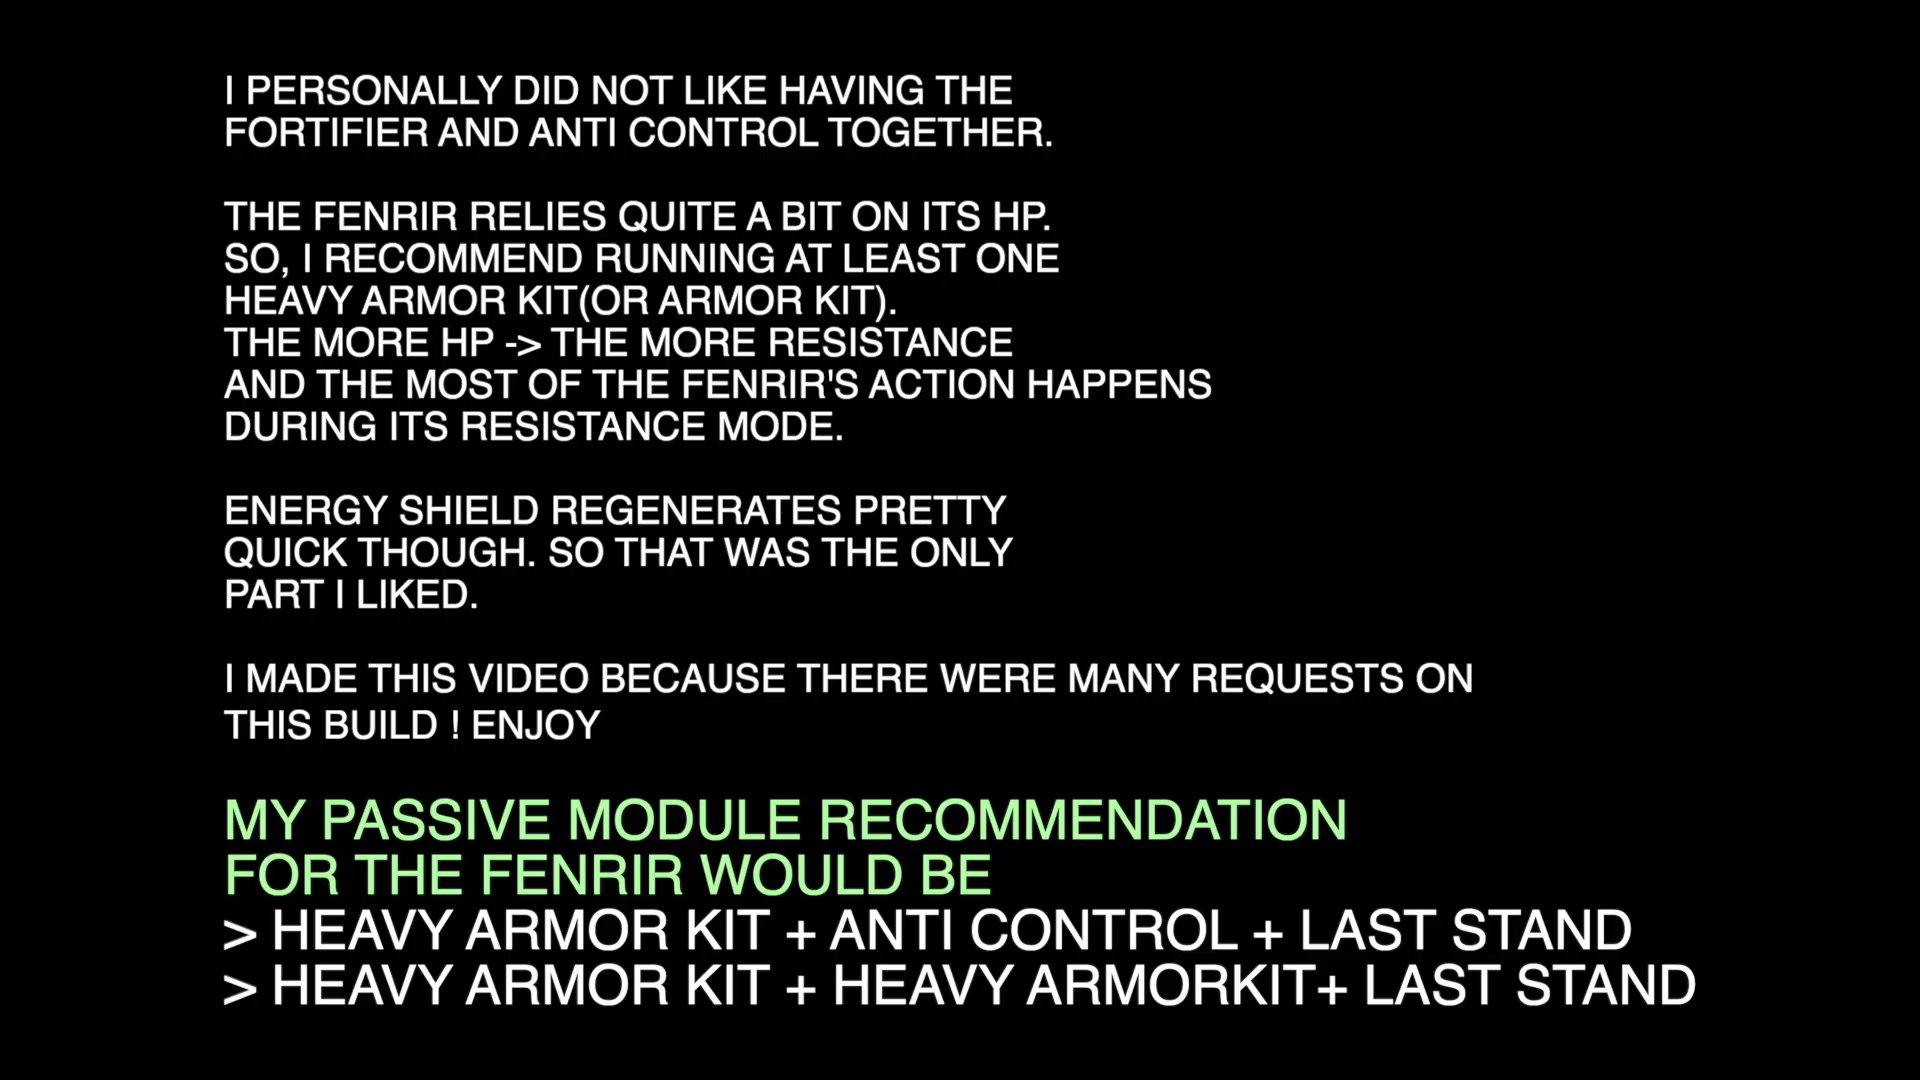 I PERSONALLY DID NOT LIKE HAVING THE
FORTIFIER AND ANTI CONTROL TOGETHER.
THE FENRIR RELIES QUITE A BIT ON ITS HP.
SO, I RECOMMEND RUNNING AT LEAST ONE
HEAVY ARMOR KIT(OR ARMOR KIT).
THE MORE HP -> THE MORE RESISTANCE
AND THE MOST OF THE FENRIR'S ACTION HAPPENS
DURING ITS RESISTANCE MODE.
ENERGY SHIELD REGENERATES PRETTY
QUICK THOUGH. SO THAT WAS THE ONLY
PART I LIKED.
I MADE THIS VIDEO BECAUSE THERE WERE MANY REQUESTS ON
THIS BUILD ! ENJOY
MY PASSIVE MODULE RECOMMENDATION
FOR THE FENRIR WOULD BE
> HEAVY ARMOR KIT + ANTI CONTROL + LAST STAND
> HEAVY ARMOR KIT + HEAVY ARMORKIT+ LAST STAND